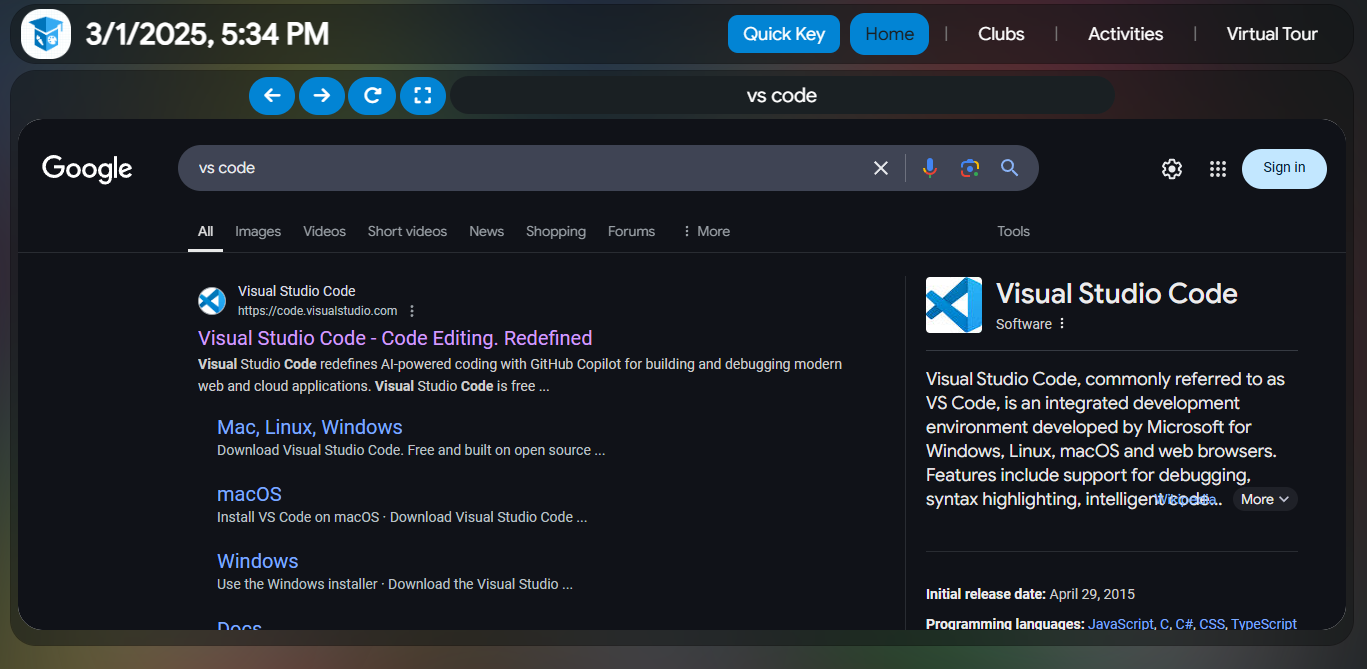 3/1/2025, 5:34 PM
Quick Key
Home
|
Clubs
|
Activities
|
Virtual Tour
vs code
Google
vs code
Sign in
All
Images
Videos
Short videos
News
Shopping
Forums
More
Tools
Visual Studio Code
https://code.visualstudio.com
Visual Studio Code - Code Editing. Redefined
Visual Studio Code redefines AI-powered coding with GitHub Copilot for building and debugging modern
web and cloud applications. Visual Studio Code is free ...
Mac, Linux, Windows
Download Visual Studio Code. Free and built on open source ...
macOS
Install VS Code on macOS · Download Visual Studio Code ...
Windows
Use the Windows installer · Download the Visual Studio ...
Docs
Visual Studio Code
Software
Visual Studio Code, commonly referred to as
VS Code, is an integrated development
environment developed by Microsoft for
Windows, Linux, macOS and web browsers.
Features include support for debugging,
syntax highlighting, intelligent code...
Wikipedia
More
Initial release date: April 29, 2015
Programming languages: JavaScript, C, C#, CSS, TypeScript